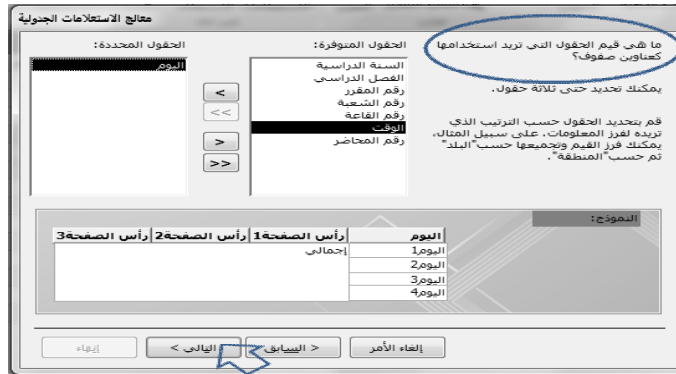 معالج الاستعلامات الجدولية
ما هي قيم الحقول التي تريد استخدامها
كعناوين صفوف؟
يمكنك تحديد حتى ثلاثة حقول.
قم بتحديد الحقول حسب الترتيب الذي
تريده لفرز المعلومات. على سبيل المثال،
يمكنك فرز القيم وتجميعها حسب "البلد"
ثم حسب "المنطقة".
الحقول المتوفرة:
السنة الدراسية
الفصل الدراسي
رقم المقرر
رقم الشعبة
رقم القاعة
الوقت
رقم المحاضر
>
>>
<
<<
الحقول المحددة:
اليوم
النموذج:
اليوم رأس الصفحة1 رأس الصفحة2 رأس الصفحة3
اليوم1 إجمالي
اليوم2
اليوم3
اليوم4
إلغاء الأمر
< السابق
التالي >
إنهاء